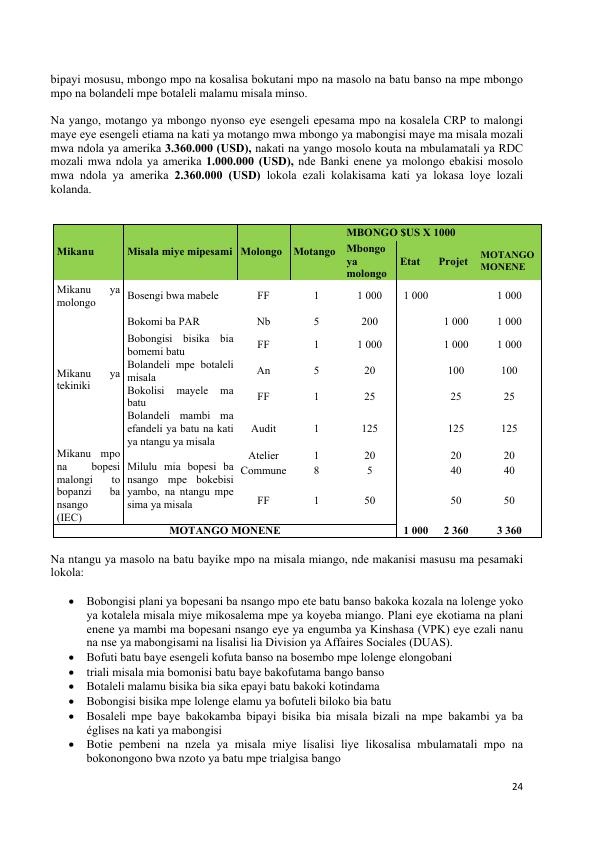 bipayi mosusu, mbongo mpo na kosalisa bokutani mpo na masolo na batu banso na mpe mbongo
mpo na bolandeli mpe botaleli malamu misala minso.
Na yango, motango ya mbongo nyonso eye esengeli epesama mpo na kosalela CRP to malongi
maye eye esengeli etiama na kati ya motango mwa mbongo ya mabongisi maye ma misala mozali
mwa ndola ya amerika 3.360.000 (USD), nakati na yango mosolo kouta na mbulamatali ya RDC
mozali mwa ndola ya amerika 1.000.000 (USD), nde Banki enene ya molongo ebakisi mosolo
mwa ndola ya amerika 2.360.000 (USD) lokola ezali kolakisama kati ya lokasa loye lozali
kolanda.
MBONGO $US X 1000
Mikanu Misala miye mipesami Molongo Motango Mbongo ya molongo Etat Projet MOTANGO MONENE
Mikanu ya molongo Bosengi bwa mabele FF 1 1 000 1 000 1 000
Bokomi ba PAR Nb 5 200 1 000 1 000
Mikanu ya tekiniki Bobongisi bisika bia bomemi batu FF 1 1 000 1 000 1 000
Bolandeli mpe botaleli misala An 5 20 100 100
Bokolisi mayele ma batu FF 1 25 25 25
Bolandeli mambi ma efandeli ya batu na kati ya ntangu ya misala Audit 1 125 125 125
Mikanu mpo na bopesi malongi to bopanzi ba nsango (IEC) Milulu mia bopesi ba nsango mpe bokebisi yambo, na ntangu mpe sima ya misala Atelier 1 20 20 20
Commune 8 5 40 40
FF 1 50 50 50
MOTANGO MONENE 1 000 2 360 3 360
Na ntangu ya masolo na batu bayike mpo na misala miango, nde makanisi masusu ma pesamaki
lokola:
• Bobongisi plani ya bopesani ba nsango mpo ete batu banso bakoka kozala na lolenge yoko
ya kotalela misala miye mikosalema mpe ya koyeba miango. Plani eye ekotiama na plani
enene ya mambi ma bopesani nsango eye ya engumba ya Kinshasa (VPK) eye ezali nanu
na nse ya mabongisami na lisalisi lia Division ya Affaires Sociales (DUAS).
• Bofuti batu baye esengeli kofuta banso na bosembo mpe lolenge elongobani
• triali misala mia bomonisi batu baye bakofutama bango banso
• Botaleli malamu bisika bia sika epayi batu bakoki kotindama
• Bobongisi bisika mpe lolenge elamu ya bofuteli biloko bia batu
• Bosaleli mpe baye bakokamba bipayi bisika bia misala bizali na mpe bakambi ya ba
églises na kati ya mabongisi
• Botie pembeni na nzela ya misala miye lisalisi liye likosalisa mbulamatali mpo na
bokonongono bwa nzoto ya batu mpe trialgisa bango
24